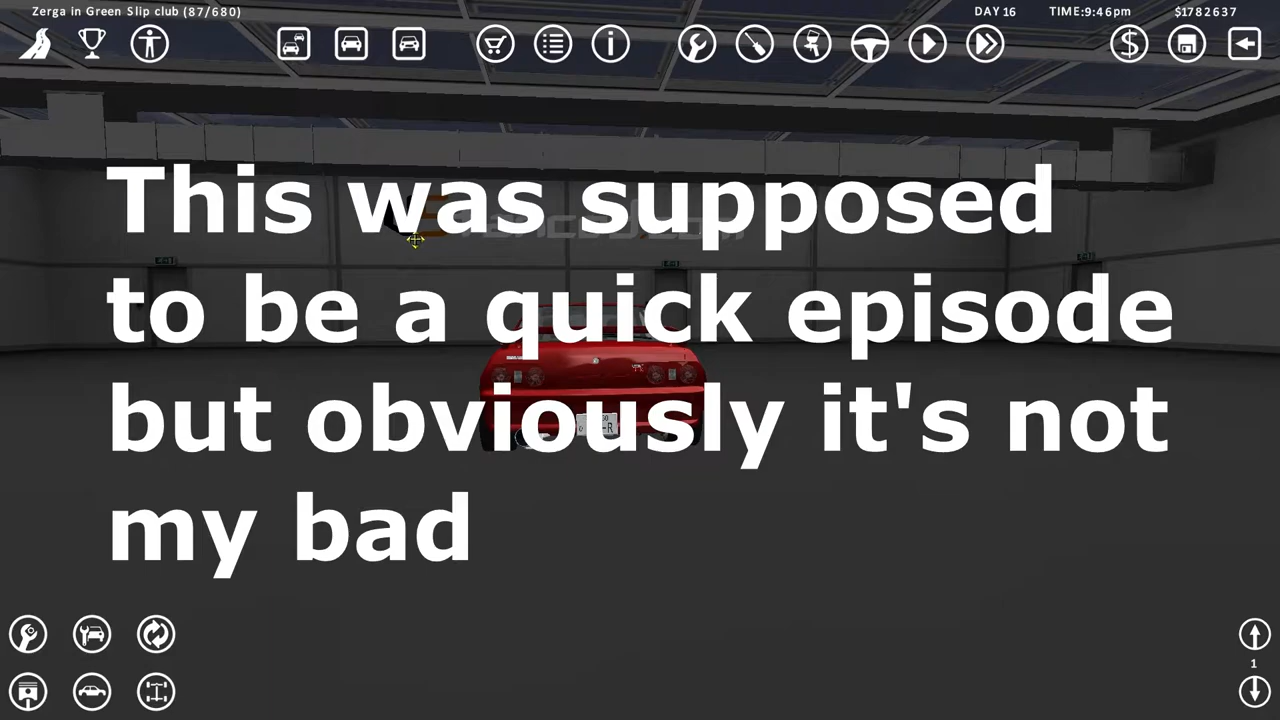 Zerga in Green Slip club (87/680)
DAY 16
TIME:9:46pm
$1782637
This was supposed
to be a quick episode
but obviously it's not
my bad
1